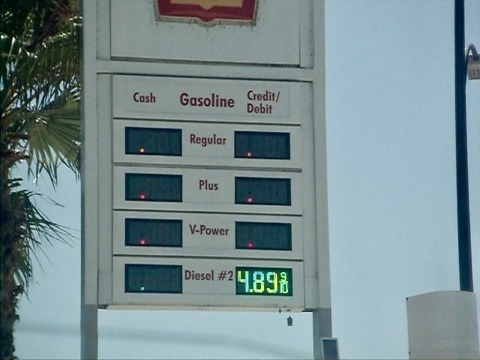 Cash Gasoline Credit/
Debit
Regular
Plus
V-Power
Diesel #2 4.89 9/10